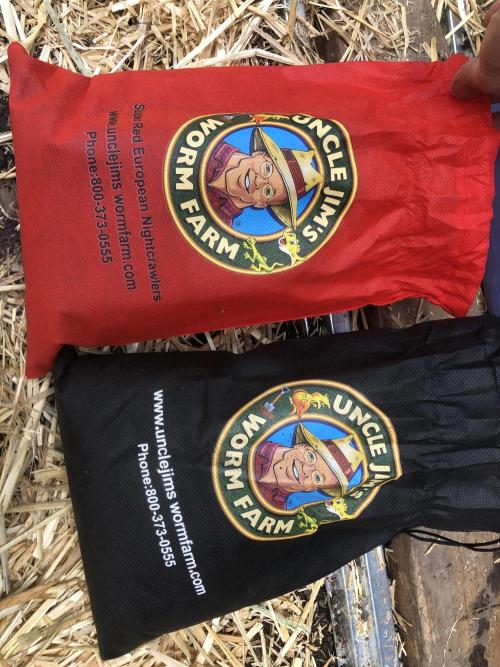 UNCLE JIM'S
WORM FARM
Super Red European Nightcrawlers
www.unclejims wormfarm.com
Phone:800-373-0555
UNCLE JIM'S
WORM FARM
www.unclejims wormfarm.com
Phone:800-373-0555